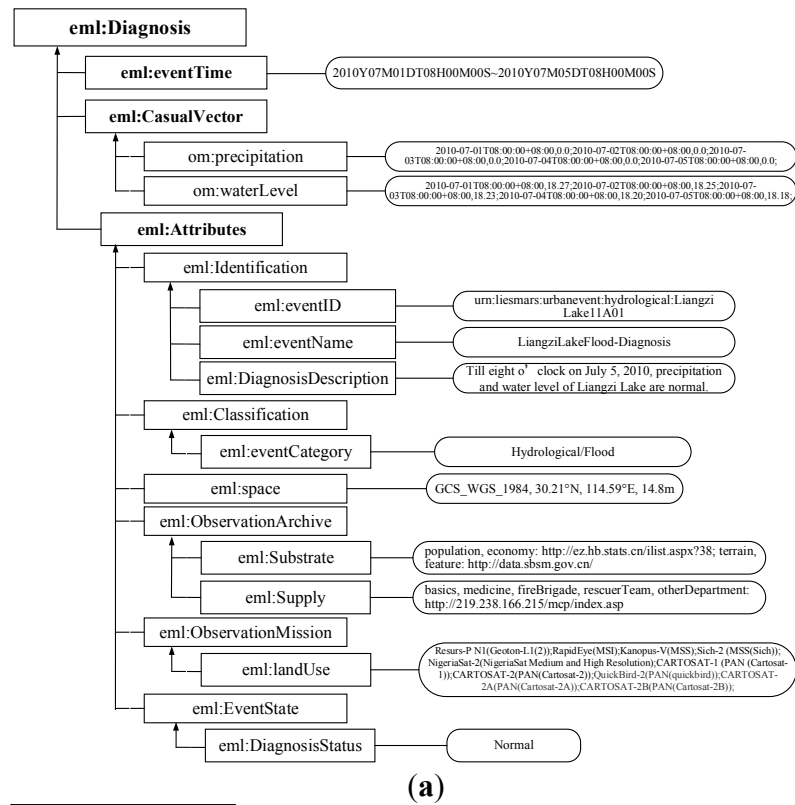 eml:Diagnosis
eml:eventTime
2010Y07M01DT08H00M00S~2010Y07M05DT08H00M00S
eml:CasualVector
om:precipitation
2010-07-01T08:00:00+08:00,0.0;2010-07-02T08:00:00+08:00,0.0;2010-07-
03T08:00:00+08:00,0.0;2010-07-04T08:00:00+08:00,0.0;2010-07-05T08:00:00+08:00,0.0;
om:waterLevel
2010-07-01T08:00:00+08:00,18.27;2010-07-02T08:00:00+08:00,18.25;2010-07-
03T08:00:00+08:00,18.23;2010-07-04T08:00:00+08:00,18.20;2010-07-05T08:00:00+08:00,18.18;
eml:Attributes
eml:Identification
eml:eventID
urn:liesmars:urbanevent:hydrological:Liangzi
Lake11A01
eml:eventName
LiangziLakeFlood-Diagnosis
eml:DiagnosisDescription
Till eight o’ clock on July 5, 2010, precipitation
and water level of Liangzi Lake are normal.
eml:Classification
eml:eventCategory
Hydrological/Flood
eml:space
GCS_WGS_1984, 30.21°N, 114.59°E, 14.8m
eml:ObservationArchive
eml:Substrate
population, economy: http://ez.hb.stats.cn/ilist.aspx?38; terrain,
feature: http://data.sbsm.gov.cn/
eml:Supply
basics, medicine, fireBrigade, rescuerTeam, otherDepartment:
http://219.238.166.215/mcp/index.asp
eml:ObservationMission
eml:landUse
Resurs-P N1(Geoton-L1(2));RapidEye(MSI);Kanopus-V(MSS);Sich-2 (MSS(Sich));
NigeriaSat-2(NigeriaSat Medium and High Resolution);CARTOSAT-1 (PAN (Cartosat-
1));CARTOSAT-2(PAN(Cartosat-2));QuickBird-2(PAN(quickbird));CARTOSAT-
2A(PAN(Cartosat-2A));CARTOSAT-2B(PAN(Cartosat-2B));
eml:EventState
eml:DiagnosisStatus
Normal
(a)